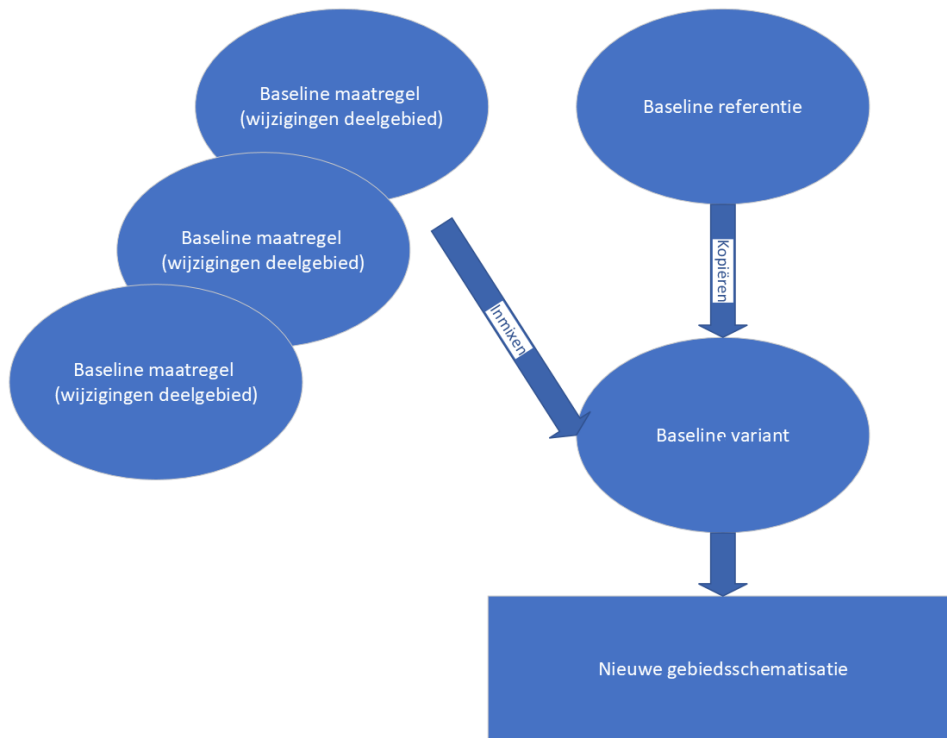 Baseline maatregel
(wijzigingen deelgebied)
Baseline referentie
Baseline maatregel
(wijzigingen deelgebied)
Kopiëren
Inmixen
Baseline maatregel
(wijzigingen deelgebied)
Baseline variant
Nieuwe gebiedsschematisatie